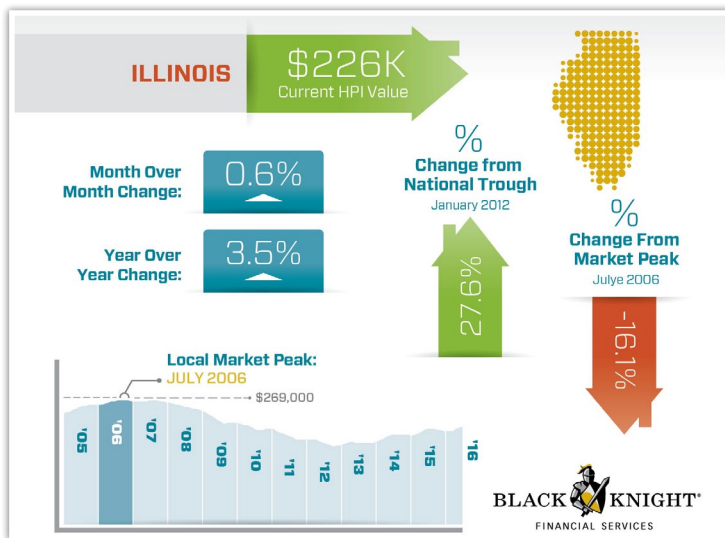 ILLINOIS
$226K
Current HPI Value
Month Over
Month Change:
0.6%
Year Over
Year Change:
3.5%
%
Change from
National Trough
January 2012
27.6%
%
Change From
Market Peak
Julye 2006
-16.1%
Local Market Peak:
JULY 2006
$269,000
'05
'06
'07
'08
'09
'10
'11
'12
'13
'14
'15
'16
BLACK KNIGHT®
FINANCIAL SERVICES